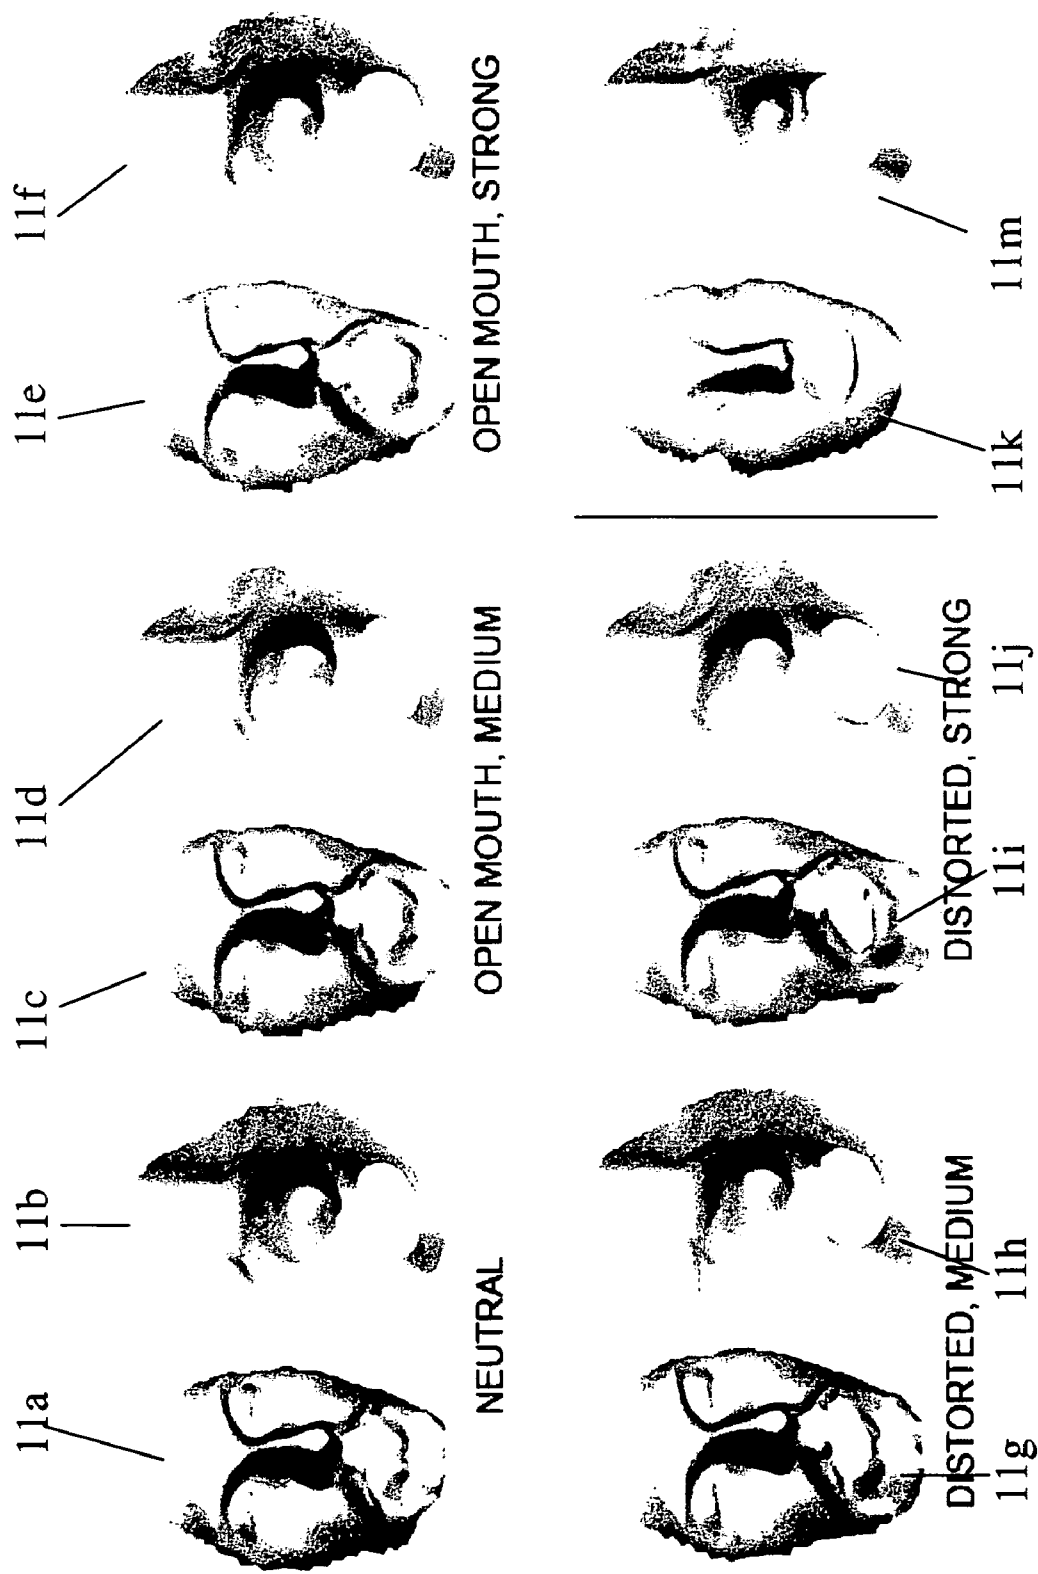 11a
11b
11c
11d
11e
11f
NEUTRAL
OPEN MOUTH, MEDIUM
OPEN MOUTH, STRONG
DISTORTED, MEDIUM
DISTORTED, STRONG
11g
11h
11i
11j
11k
11m